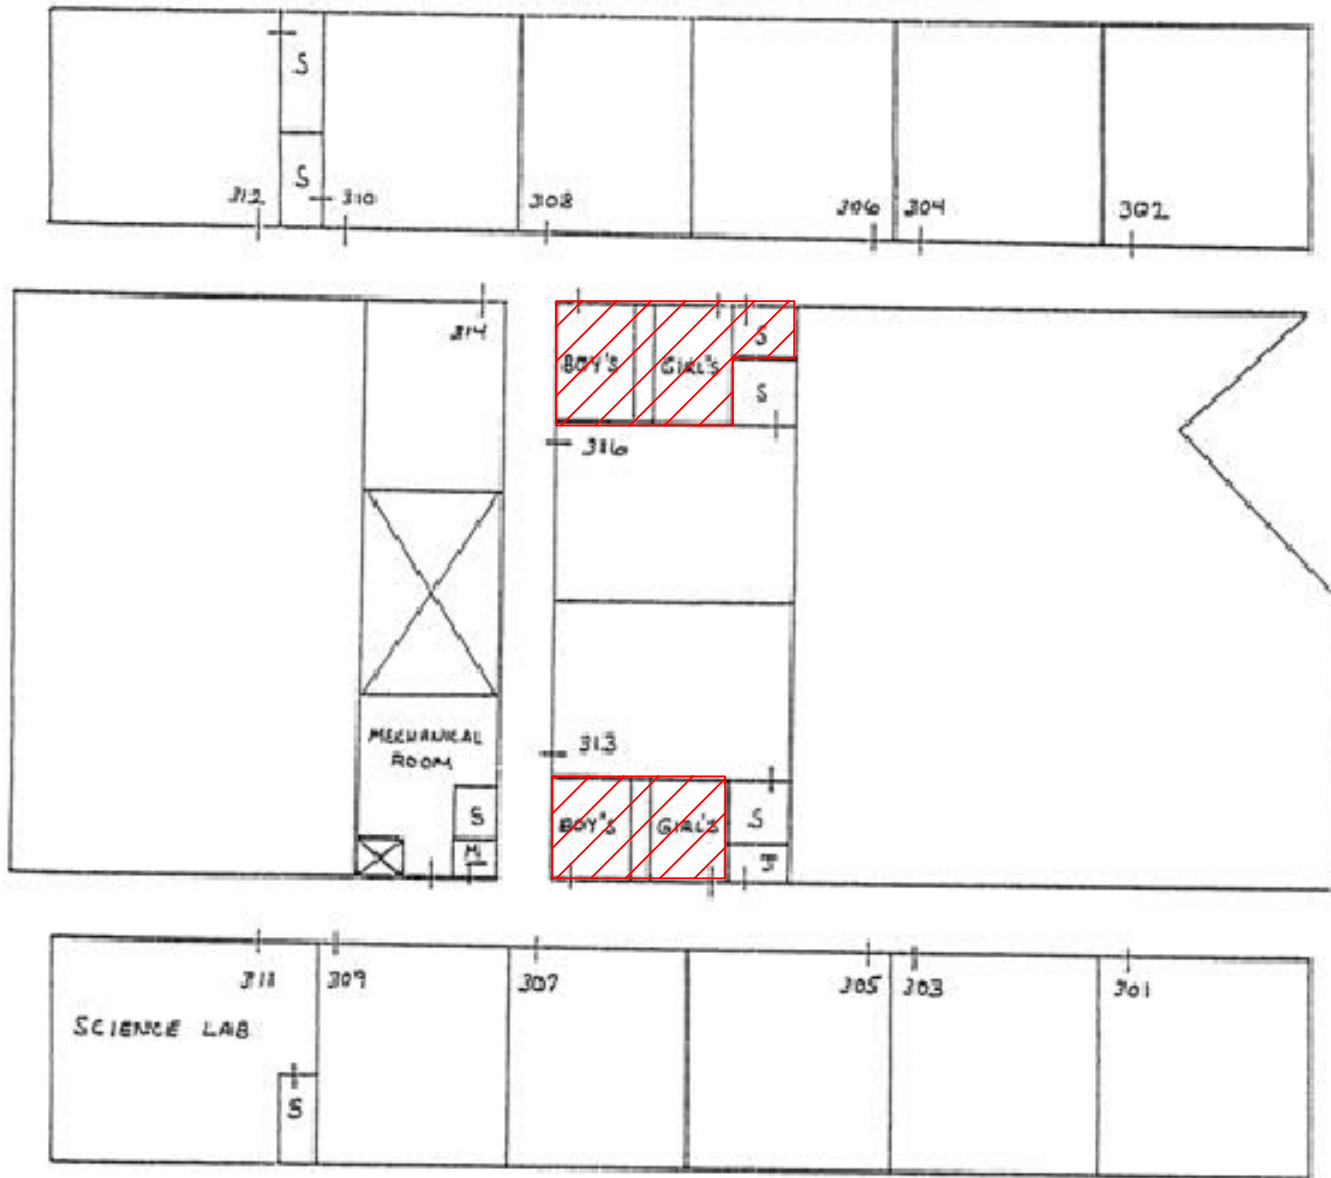 S
S
312
310
308
306
304
302
314
BOY'S
GIRL'S
S
S
316
MECHANICAL
ROOM
313
S
M
BOY'S
GIRL'S
S
J
311
309
307
305
303
301
SCIENCE LAB
S